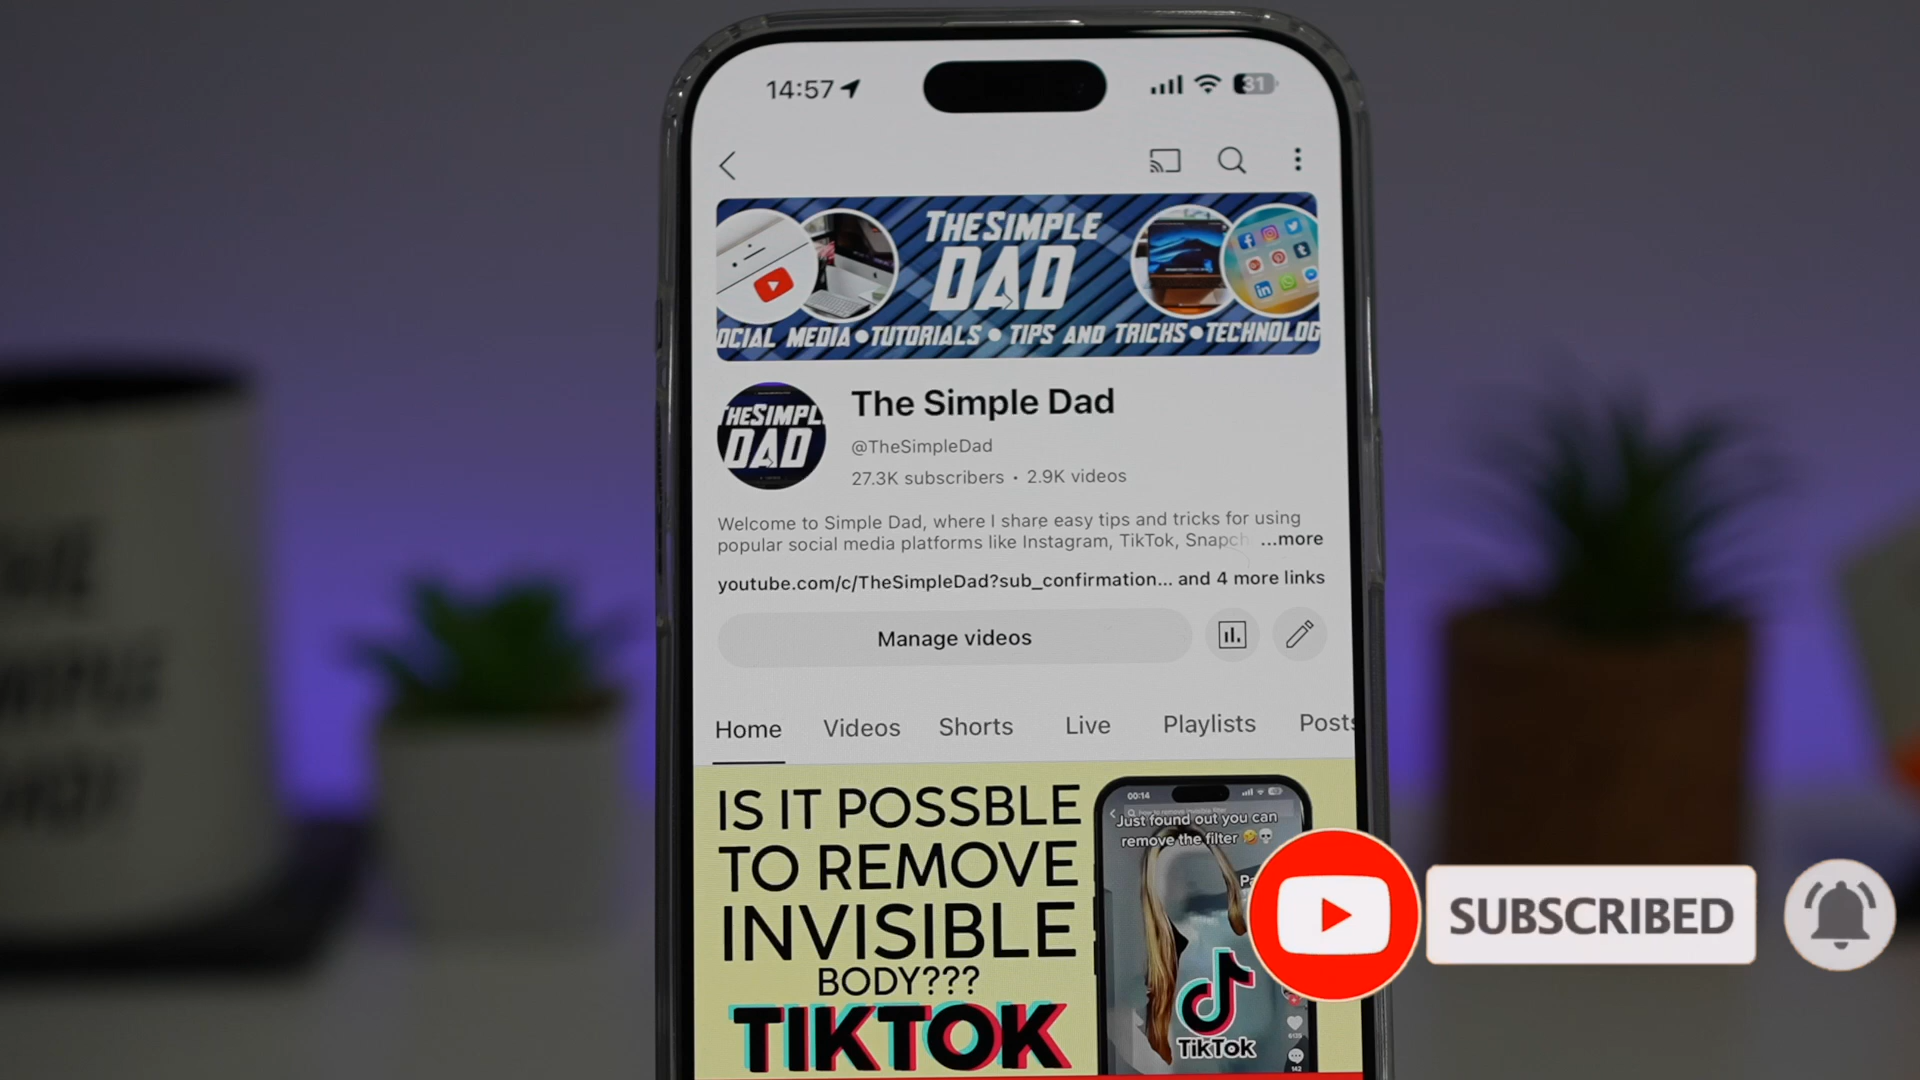 14:57
31
THE SIMPLE
DAD
OCIAL MEDIA • TUTORIALS • TIPS AND TRICKS • TECHNOLOG
THE SIMPL
DAD
The Simple Dad
@TheSimpleDad
27.3K subscribers • 2.9K videos
Welcome to Simple Dad, where I share easy tips and tricks for using
popular social media platforms like Instagram, TikTok, Snapch ...more
youtube.com/c/TheSimpleDad?sub_confirmation... and 4 more links
Manage videos
Home Videos Shorts Live Playlists Posts
IS IT POSSBLE
TO REMOVE
INVISIBLE
BODY???
TIKTOK
00:14
Just found out you can
remove the filter 🤣💀
TikTok
SUBSCRIBED